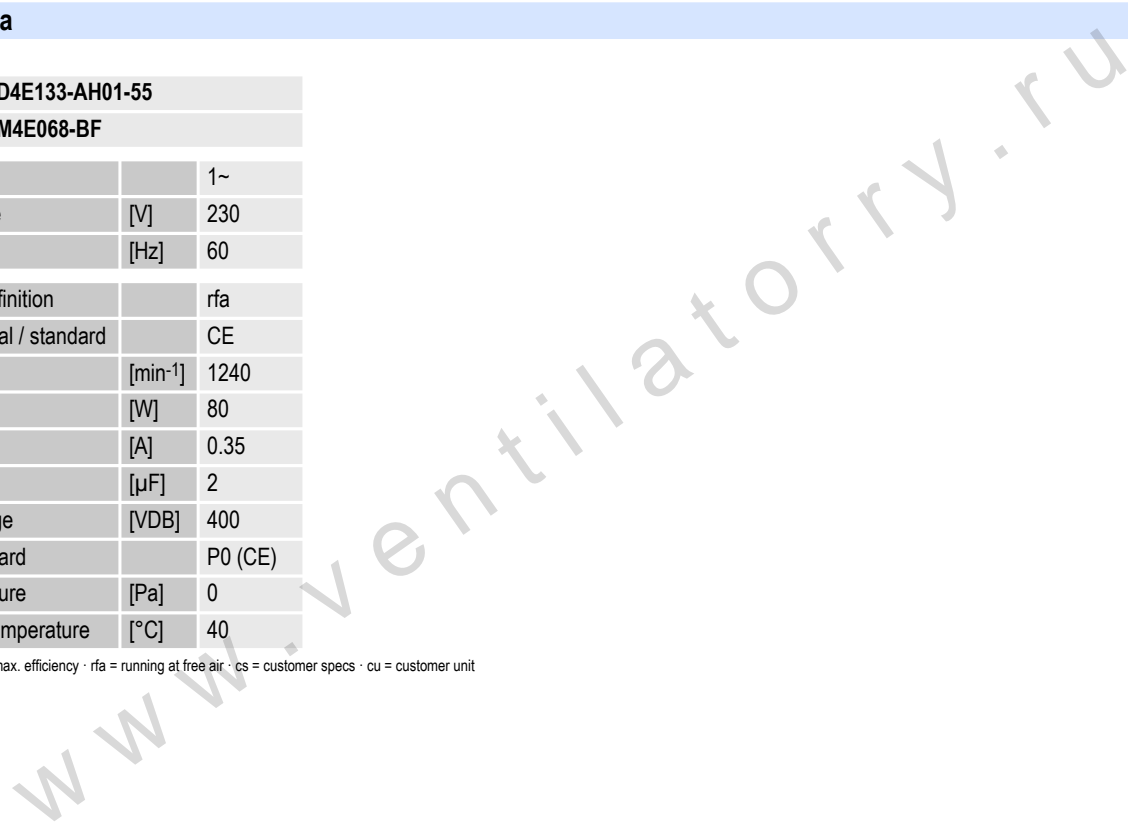 a
D4E133-AH01-55
M4E068-BF
1~
e [V] 230
[Hz] 60
finition rfa
al / standard CE
[min-1] 1240
[W] 80
[A] 0.35
[µF] 2
ge [VDB] 400
ard P0 (CE)
ure [Pa] 0
mperature [°C] 40
max. efficiency · rfa = running at free air · cs = customer specs · cu = customer unit
www.ventilatorry.ru